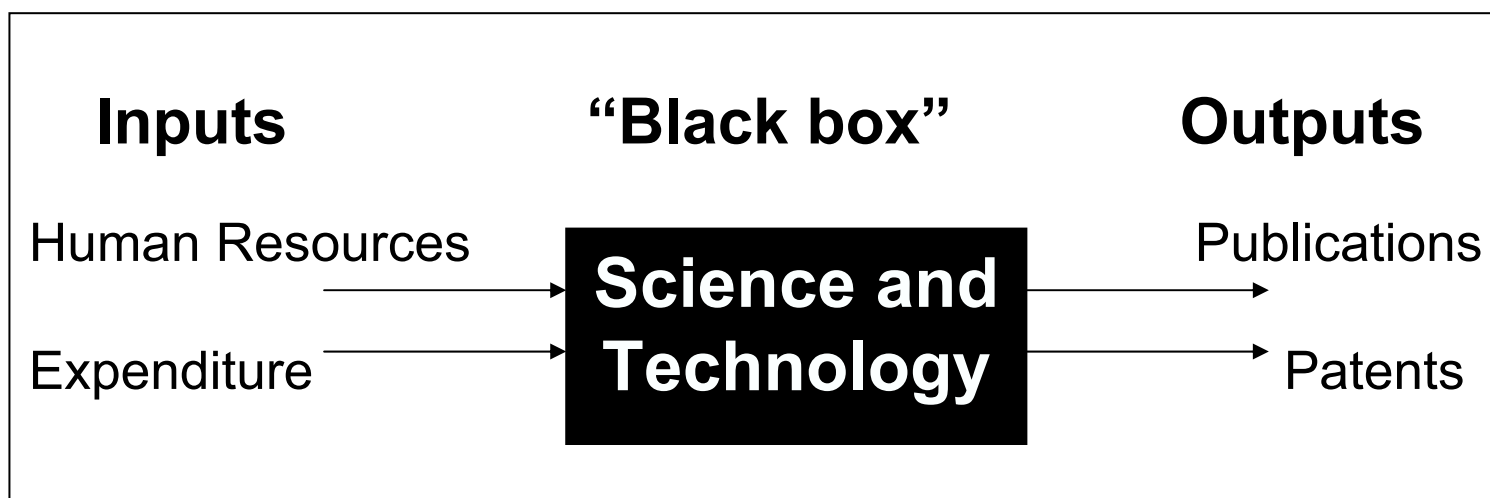 Inputs
“Black box”
Outputs
Human Resources
Expenditure
Science and
Technology
Publications
Patents